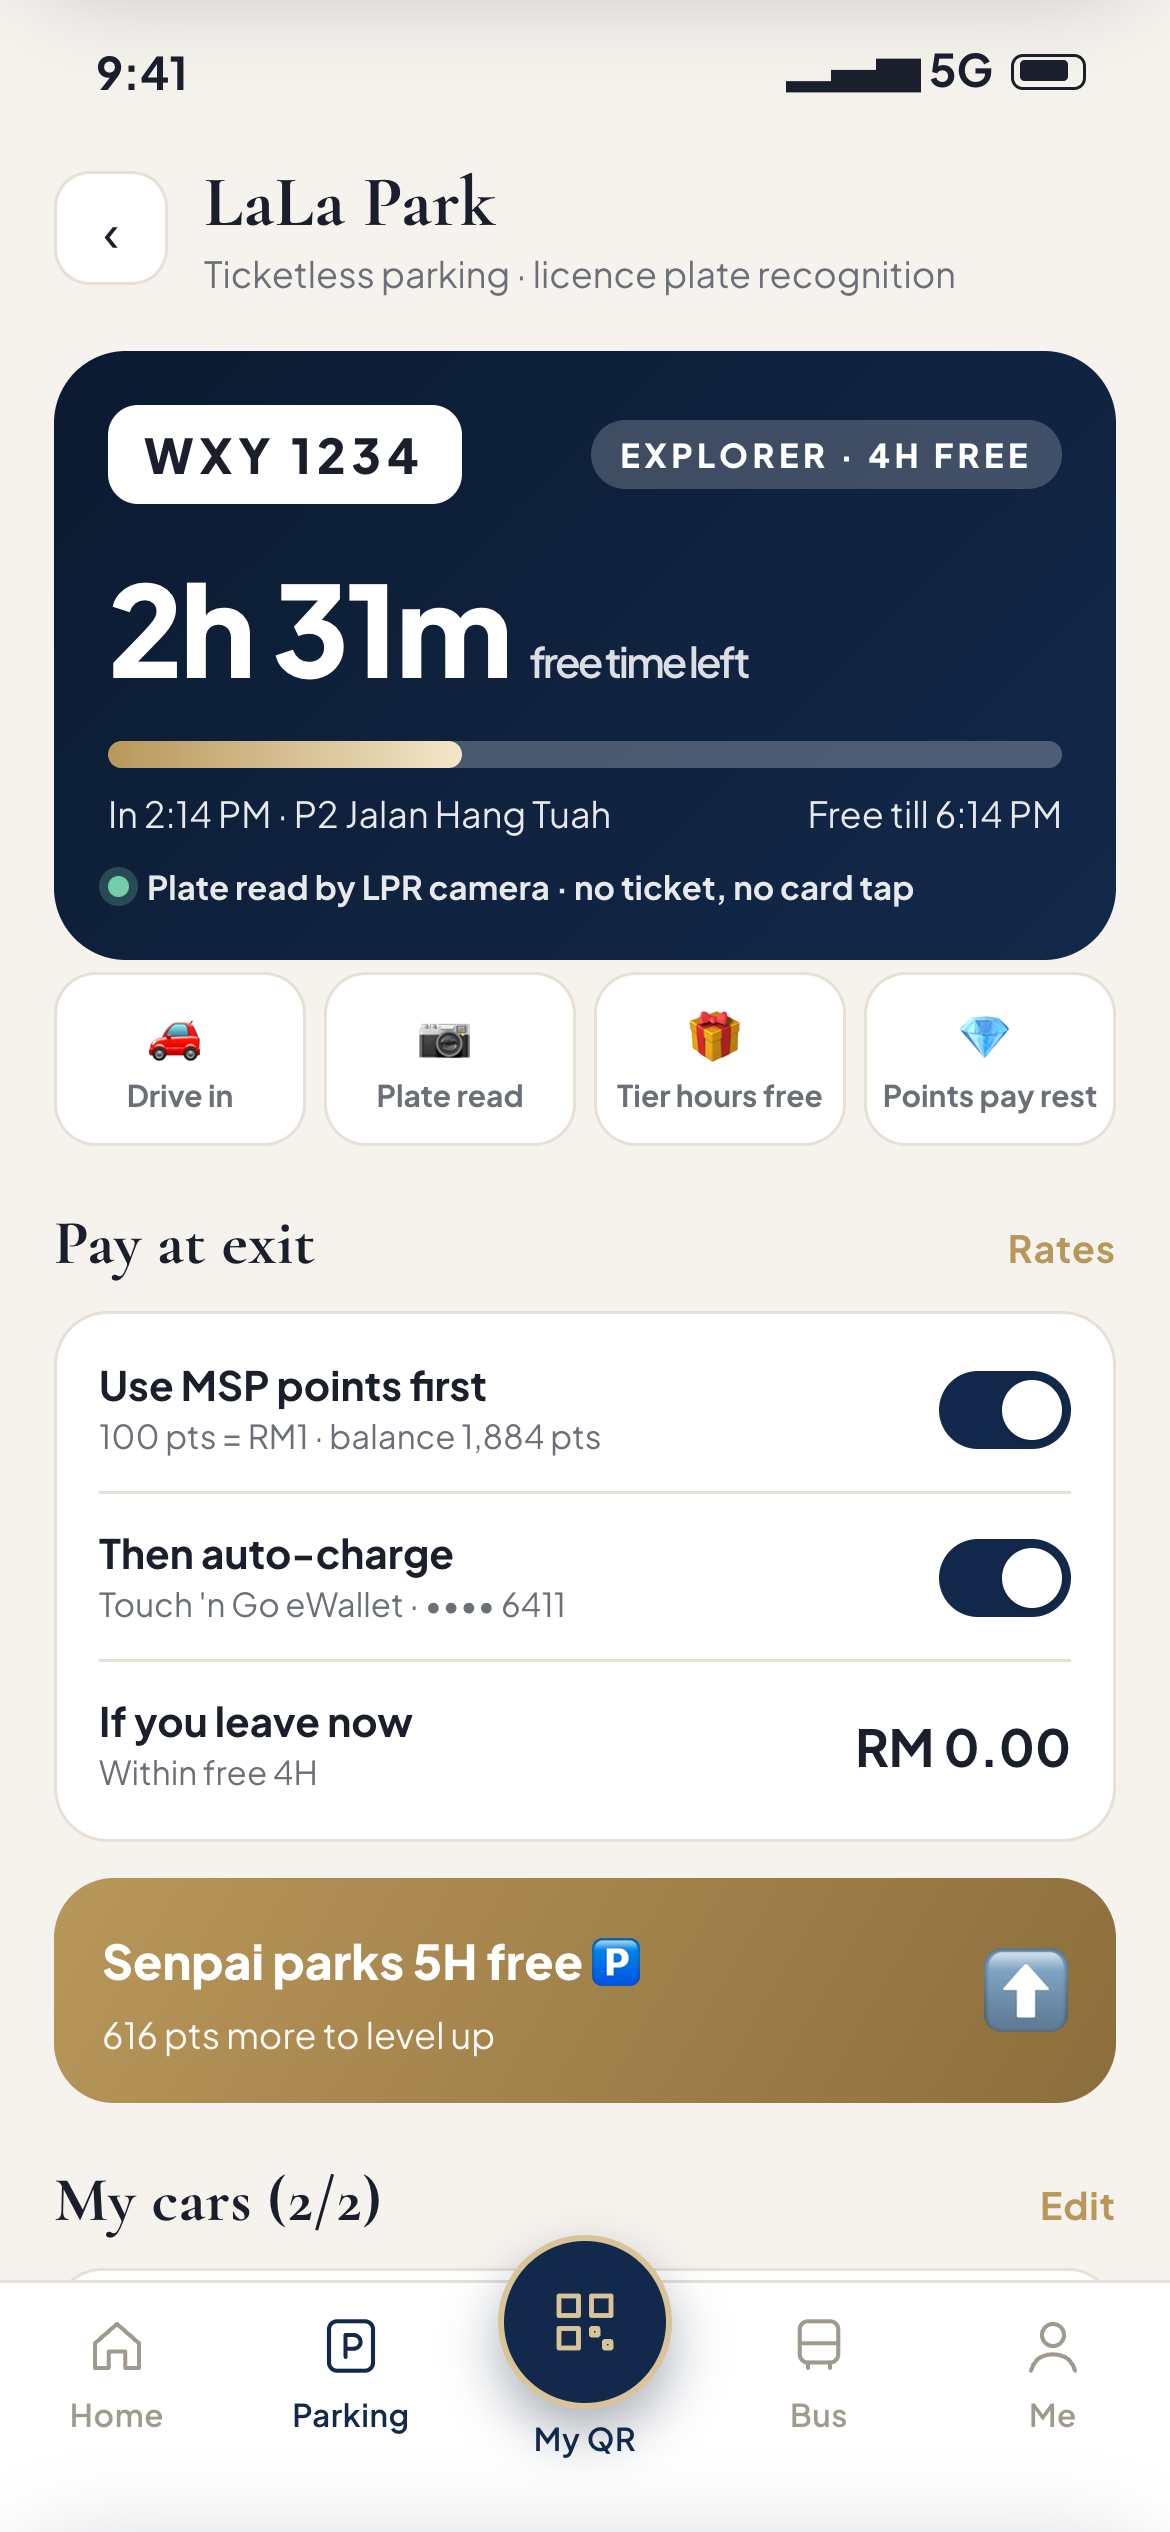 9:41
5G
‹
LaLa Park
Ticketless parking · licence plate recognition
WXY 1234
EXPLORER · 4H FREE
2h 31m free time left
In 2:14 PM · P2 Jalan Hang Tuah
Free till 6:14 PM
Plate read by LPR camera · no ticket, no card tap
Drive in
Plate read
Tier hours free
Points pay rest
Pay at exit
Rates
Use MSP points first
100 pts = RM1 · balance 1,884 pts
Then auto-charge
Touch 'n Go eWallet · •••• 6411
If you leave now
Within free 4H
RM 0.00
Senpai parks 5H free 🅿️
616 pts more to level up
My cars (2/2)
Edit
Home
P
Parking
My QR
Bus
Me